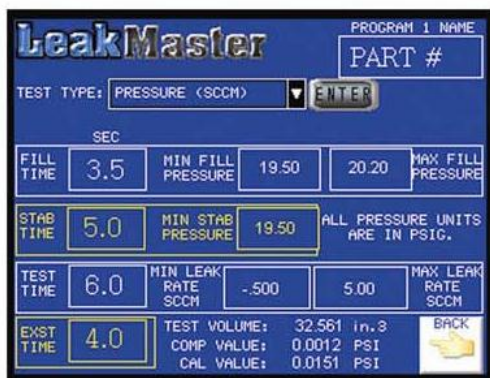 LeakMaster
PROGRAM 1 NAME
PART #
TEST TYPE: PRESSURE (SCCM) ENTER
SEC
FILL TIME 3.5 MIN FILL PRESSURE 19.50 20.20 MAX FILL PRESSURE
STAB TIME 5.0 MIN STAB PRESSURE 19.50 ALL PRESSURE UNITS ARE IN PSIG.
TEST TIME 6.0 MIN LEAK RATE SCCM -.500 5.00 MAX LEAK RATE SCCM
EXST TIME 4.0 TEST VOLUME: 32.561 in.3
COMP VALUE: 0.0012 PSI
CAL VALUE: 0.0151 PSI
BACK